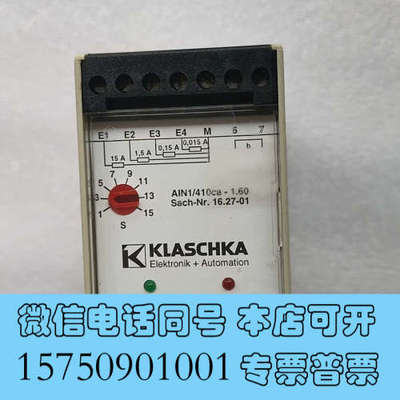 E1 E2 E3 E4 M 6 7
15 A 1,5 A 0,15 A 0,015 A b
7 9
5 11
3 13
1 15
S
AIN1/410ca - 1.60
Sach-Nr. 16.27-01
KLASCHKA
Elektronik + Automation
微信电话同号 本店可开
15750901001 专票普票